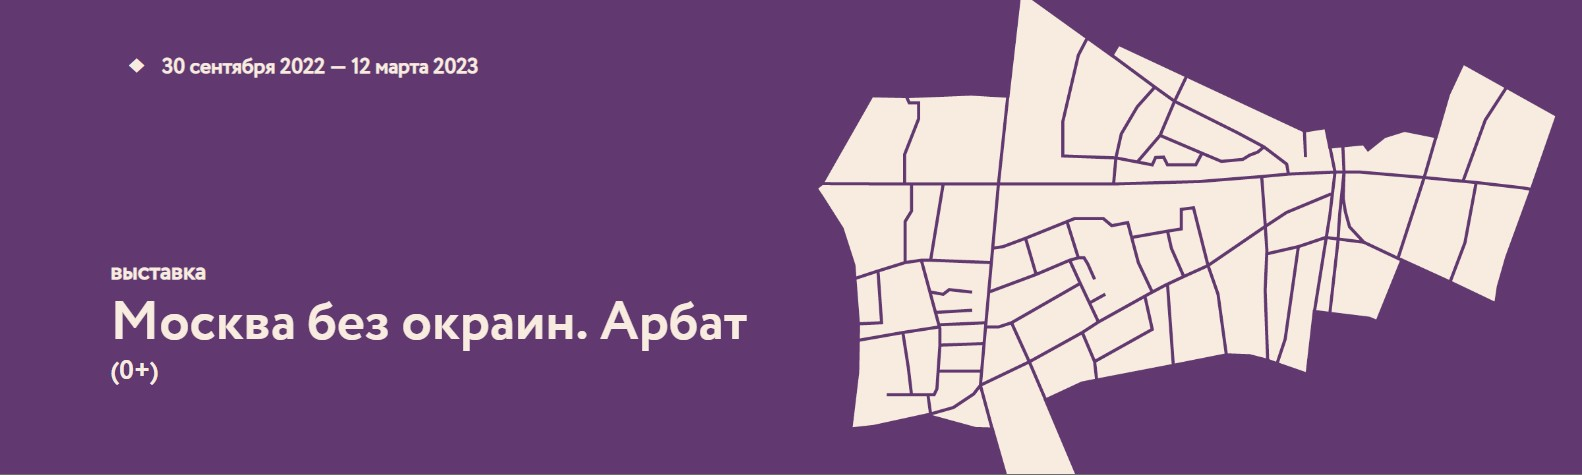 30 сентября 2022 — 12 марта 2023
выставка
Москва без окраин. Арбат
(0+)